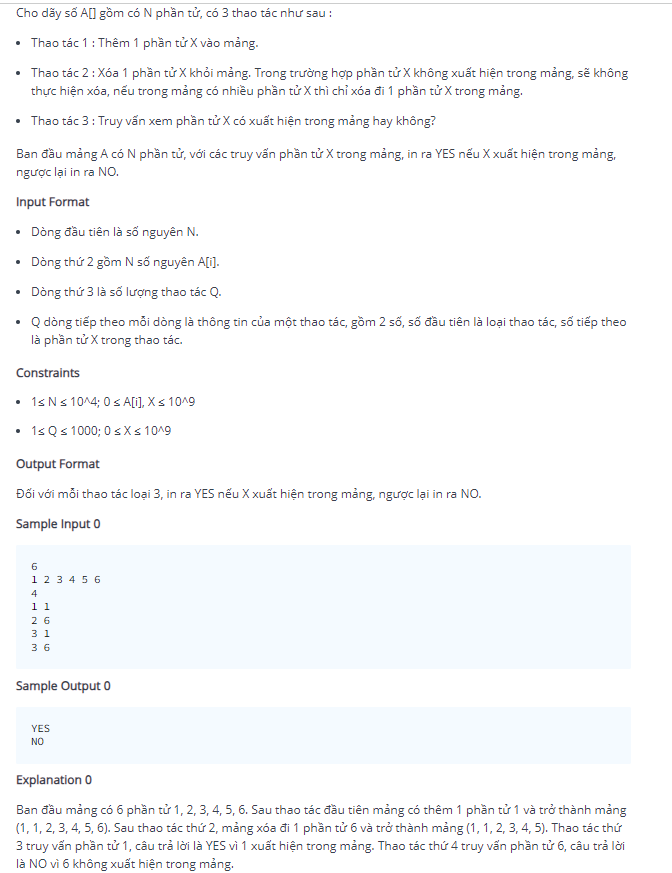 Cho dãy số A[] gồm có N phần tử, có 3 thao tác như sau :
• Thao tác 1 : Thêm 1 phần tử X vào mảng.
• Thao tác 2 : Xóa 1 phần tử X khỏi mảng. Trong trường hợp phần tử X không xuất hiện trong mảng, sẽ không
thực hiện xóa, nếu trong mảng có nhiều phần tử X thì chỉ xóa đi 1 phần tử X trong mảng.
• Thao tác 3 : Truy vấn xem phần tử X có xuất hiện trong mảng hay không?
Ban đầu mảng A có N phần tử, với các truy vấn phần tử X trong mảng, in ra YES nếu X xuất hiện trong mảng,
ngược lại in ra NO.
Input Format
• Dòng đầu tiên là số nguyên N.
• Dòng thứ 2 gồm N số nguyên A[i].
• Dòng thứ 3 là số lượng thao tác Q.
• Q dòng tiếp theo mỗi dòng là thông tin của một thao tác, gồm 2 số, số đầu tiên là loại thao tác, số tiếp theo
là phần tử X trong thao tác.
Constraints
• 1≤ N ≤ 10^4; 0 ≤ A[i], X ≤ 10^9
• 1≤ Q ≤ 1000; 0 ≤ X ≤ 10^9
Output Format
Đối với mỗi thao tác loại 3, in ra YES nếu X xuất hiện trong mảng, ngược lại in ra NO.
Sample Input 0
6
1 2 3 4 5 6
4
1 1
2 6
3 1
3 6
Sample Output 0
YES
NO
Explanation 0
Ban đầu mảng có 6 phần tử 1, 2, 3, 4, 5, 6. Sau thao tác đầu tiên mảng có thêm 1 phần tử 1 và trở thành mảng
(1, 1, 2, 3, 4, 5, 6). Sau thao tác thứ 2, mảng xóa đi 1 phần tử 6 và trở thành mảng (1, 1, 2, 3, 4, 5). Thao tác thứ
3 truy vấn phần tử 1, câu trả lời là YES vì 1 xuất hiện trong mảng. Thao tác thứ 4 truy vấn phần tử 6, câu trả lời
là NO vì 6 không xuất hiện trong mảng.